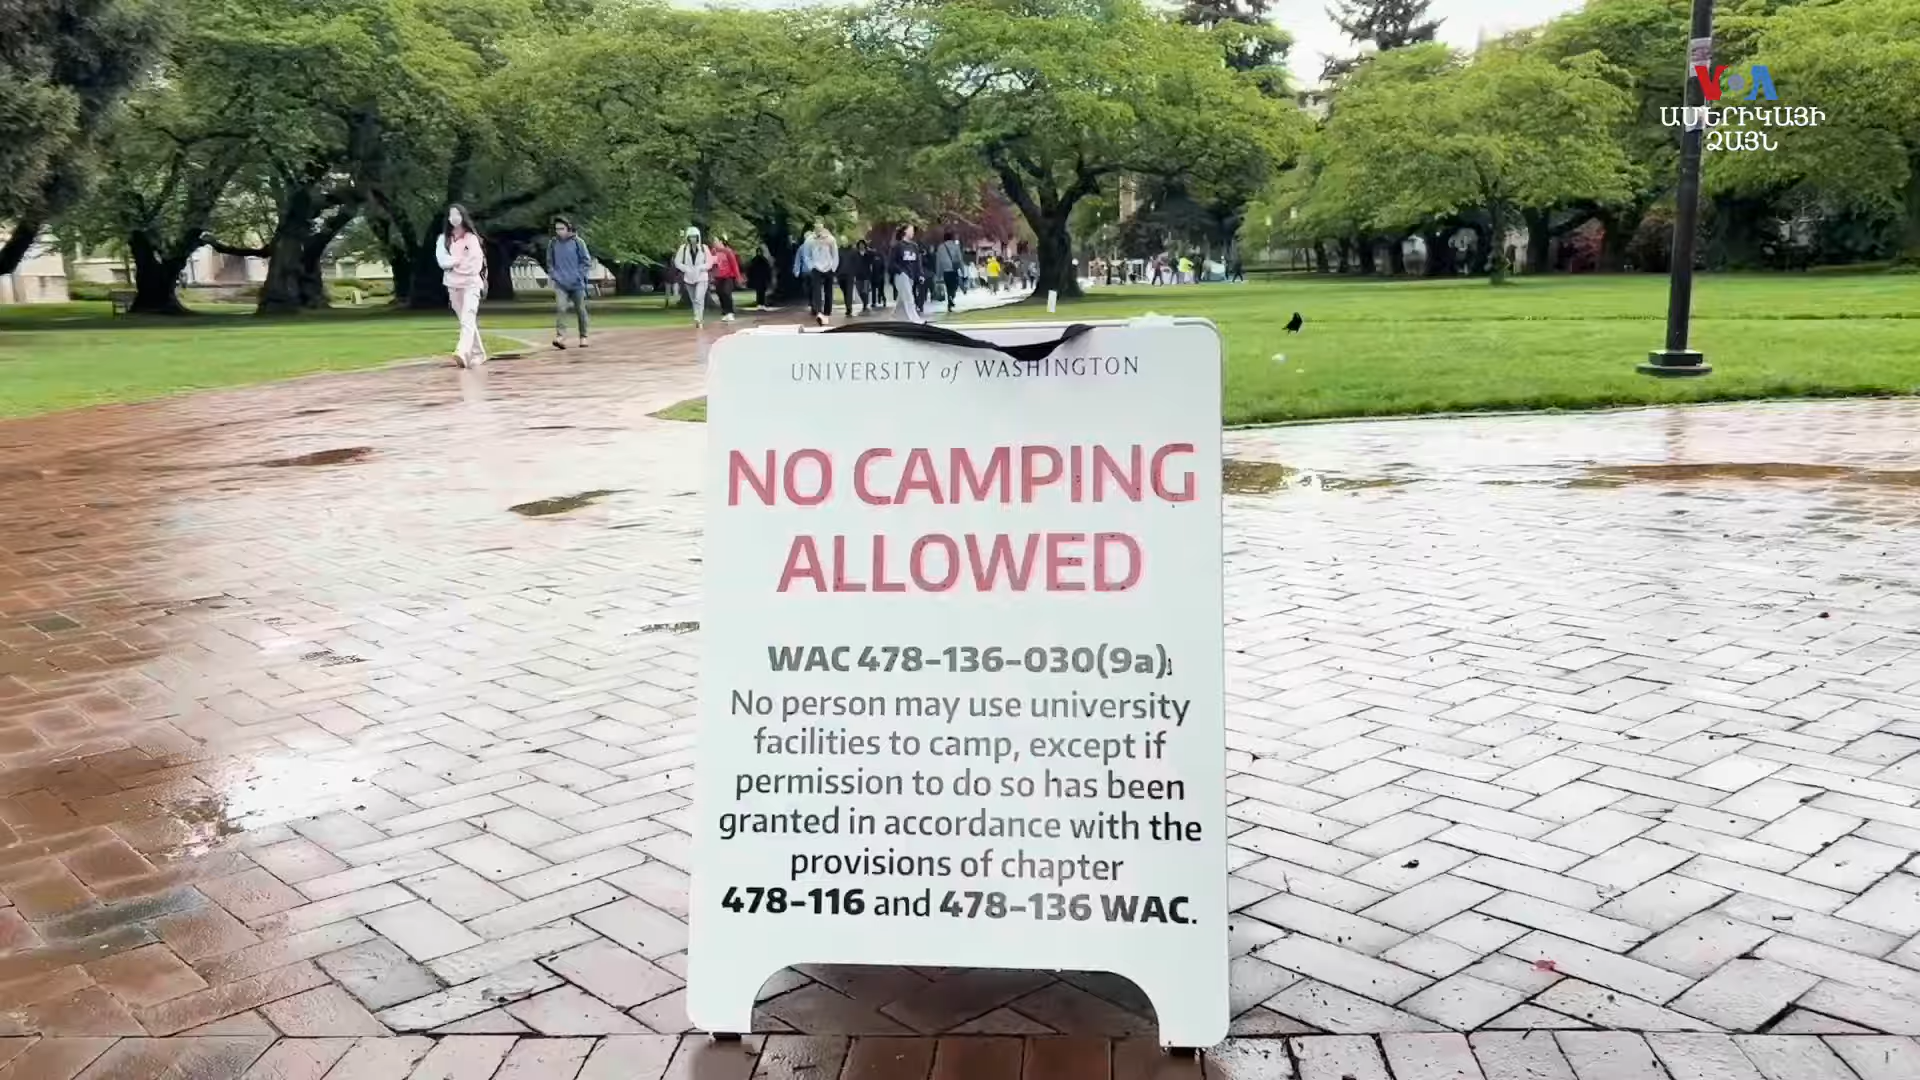 VOA
ԱՄԵՐԻԿԱՅԻ
ՁԱՅՆ
UNIVERSITY of WASHINGTON
NO CAMPING
ALLOWED
WAC 478-136-030(9a)
No person may use university
facilities to camp, except if
permission to do so has been
granted in accordance with the
provisions of chapter
478-116 and 478-136 WAC.